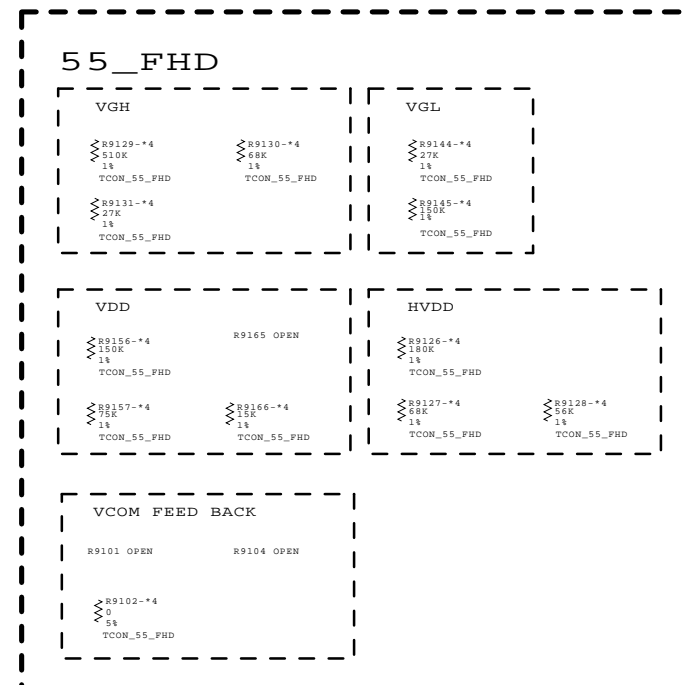 55_FHD
VGH
R9129-*4
510K
1%
TCON_55_FHD
R9130-*4
68K
1%
TCON_55_FHD
R9131-*4
27K
1%
TCON_55_FHD
VGL
R9144-*4
27K
1%
TCON_55_FHD
R9145-*4
150K
1%
TCON_55_FHD
VDD
R9156-*4
150K
1%
TCON_55_FHD
R9165 OPEN
R9157-*4
75K
1%
TCON_55_FHD
R9166-*4
15K
1%
TCON_55_FHD
HVDD
R9126-*4
180K
1%
TCON_55_FHD
R9127-*4
68K
1%
TCON_55_FHD
R9128-*4
56K
1%
TCON_55_FHD
VCOM FEED BACK
R9101 OPEN
R9104 OPEN
R9102-*4
0
5%
TCON_55_FHD